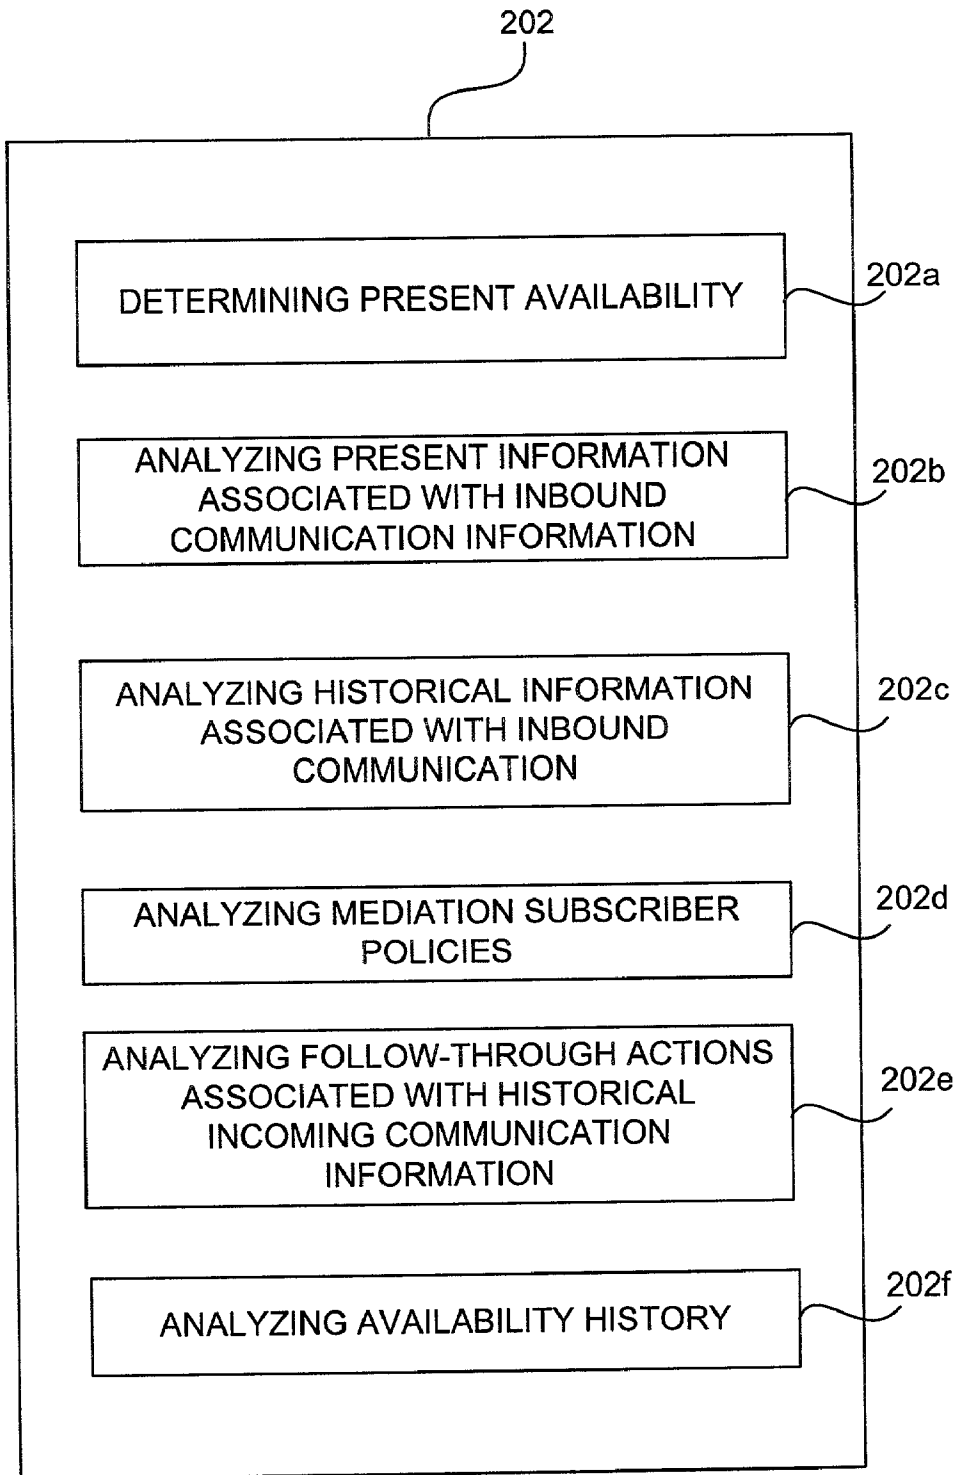 202
DETERMINING PRESENT AVAILABILITY
202a
ANALYZING PRESENT INFORMATION
ASSOCIATED WITH INBOUND
COMMUNICATION INFORMATION
202b
ANALYZING HISTORICAL INFORMATION
ASSOCIATED WITH INBOUND
COMMUNICATION
202c
ANALYZING MEDIATION SUBSCRIBER
POLICIES
202d
ANALYZING FOLLOW-THROUGH ACTIONS
ASSOCIATED WITH HISTORICAL
INCOMING COMMUNICATION
INFORMATION
202e
ANALYZING AVAILABILITY HISTORY
202f